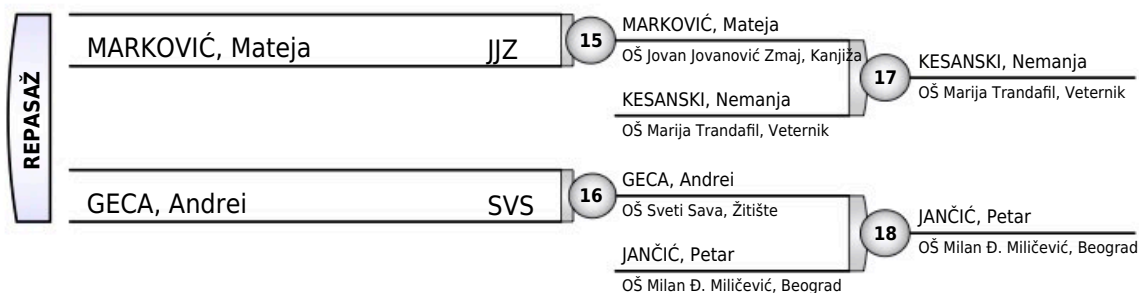 REPASAŽ
MARKOVIĆ, Mateja JJZ
15
MARKOVIĆ, Mateja
OŠ Jovan Jovanović Zmaj, Kanjiža
KESANSKI, Nemanja
OŠ Marija Trandafil, Veternik
17
KESANSKI, Nemanja
OŠ Marija Trandafil, Veternik
GECA, Andrei SVS
16
GECA, Andrei
OŠ Sveti Sava, Žitište
JANČIĆ, Petar
OŠ Milan Đ. Miličević, Beograd
18
JANČIĆ, Petar
OŠ Milan Đ. Miličević, Beograd